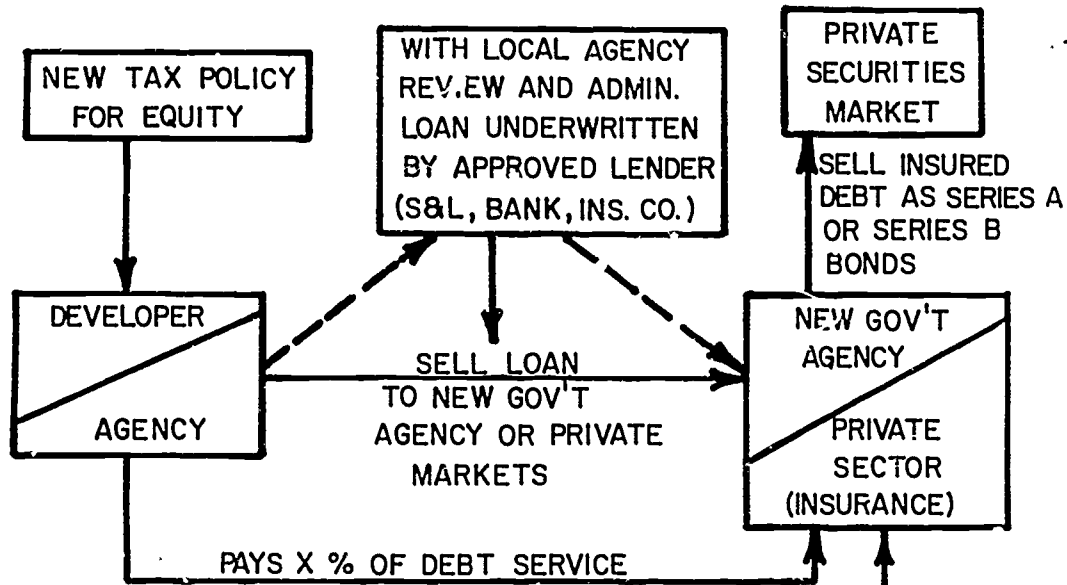 NEW TAX POLICY
FOR EQUITY
WITH LOCAL AGENCY
REVIEW AND ADMIN.
LOAN UNDERWRITTEN
BY APPROVED LENDER
(S&L, BANK, INS. CO.)
PRIVATE
SECURITIES
MARKET
SELL INSURED
DEBT AS SERIES A
OR SERIES B
BONDS
DEVELOPER
AGENCY
SELL LOAN
TO NEW GOV'T
AGENCY OR PRIVATE
MARKETS
NEW GOV'T
AGENCY
PRIVATE
SECTOR
(INSURANCE)
PAYS X % OF DEBT SERVICE